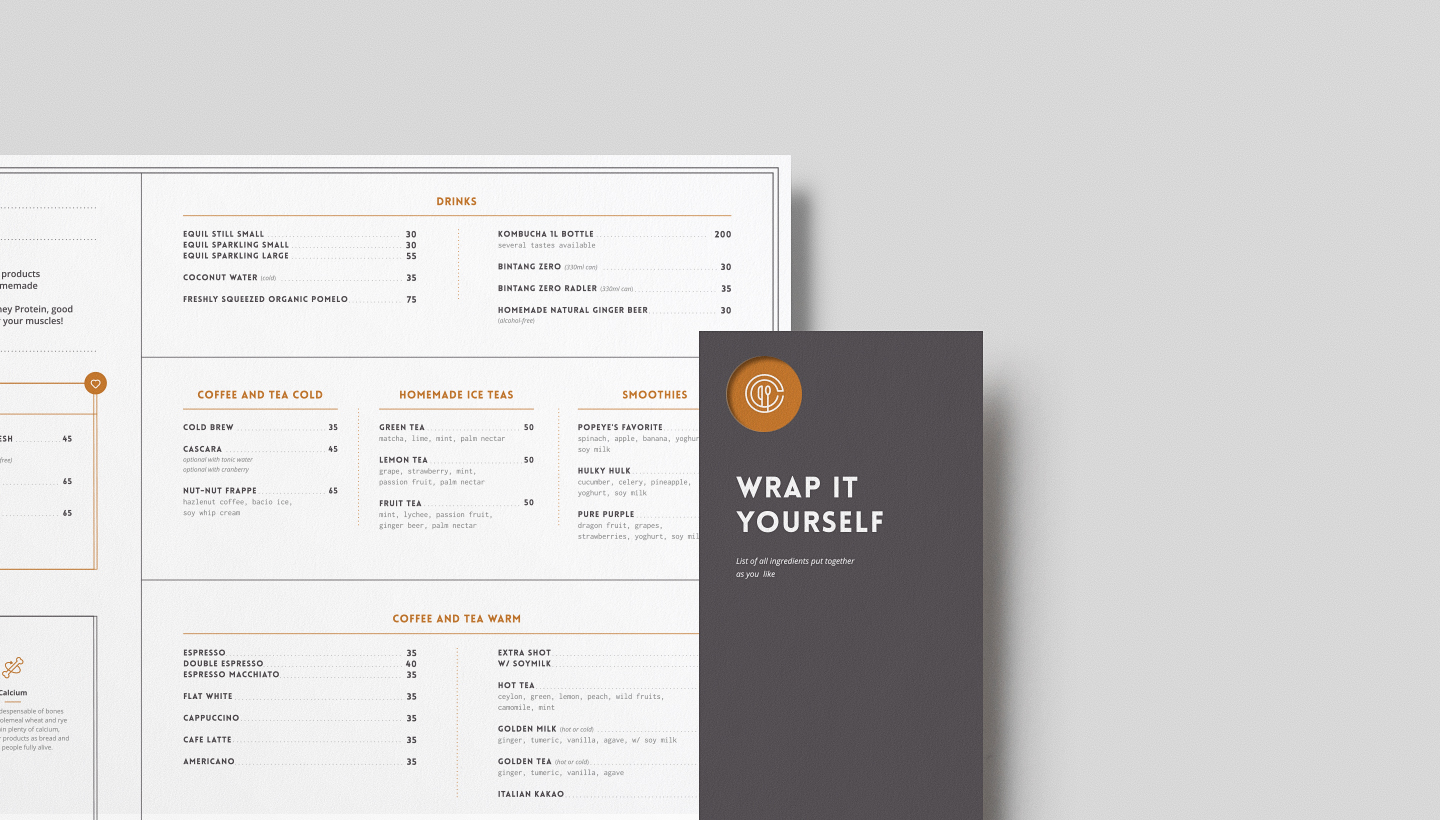 products
memade
ney Protein, good
your muscles!
ESH 45
free)
65
65
Calcium
despensable of bones
olemeal wheat and rye
in plenty of calcium,
products as bread and
people fully alive.
DRINKS
EQUIL STILL SMALL 30
EQUIL SPARKLING SMALL 30
EQUIL SPARKLING LARGE 55
COCONUT WATER (cold) 35
FRESHLY SQUEEZED ORGANIC POMELO 75
KOMBUCHA 1L BOTTLE 200
several tastes available
BINTANG ZERO (330ml can) 30
BINTANG ZERO RADLER (330ml can) 35
HOMEMADE NATURAL GINGER BEER 30
(alcohol-free)
COFFEE AND TEA COLD
COLD BREW 35
CASCARA 45
optional with tonic water
optional with cranberry
NUT-NUT FRAPPE 65
hazlenut coffee, bacio ice,
soy whip cream
HOMEMADE ICE TEAS
GREEN TEA 50
matcha, lime, mint, palm nectar
LEMON TEA 50
grape, strawberry, mint,
passion fruit, palm nectar
FRUIT TEA 50
mint, lychee, passion fruit,
ginger beer, palm nectar
SMOOTHIES
POPEYE'S FAVORITE
spinach, apple, banana, yoghur
soy milk
HULKY HULK
cucumber, celery, pineapple,
yoghurt, soy milk
PURE PURPLE
dragon fruit, grapes,
strawberries, yoghurt, soy mil
COFFEE AND TEA WARM
ESPRESSO 35
DOUBLE ESPRESSO 40
ESPRESSO MACCHIATO 35
FLAT WHITE 35
CAPPUCCINO 35
CAFE LATTE 35
AMERICANO 35
EXTRA SHOT
W/ SOYMILK
HOT TEA
ceylon, green, lemon, peach, wild fruits,
camomile, mint
GOLDEN MILK (hot or cold)
ginger, tumeric, vanilla, agave, w/ soy milk
GOLDEN TEA (hot or cold)
ginger, tumeric, vanilla, agave
ITALIAN KAKAO
WRAP IT
YOURSELF
List of all ingredients put together
as you like